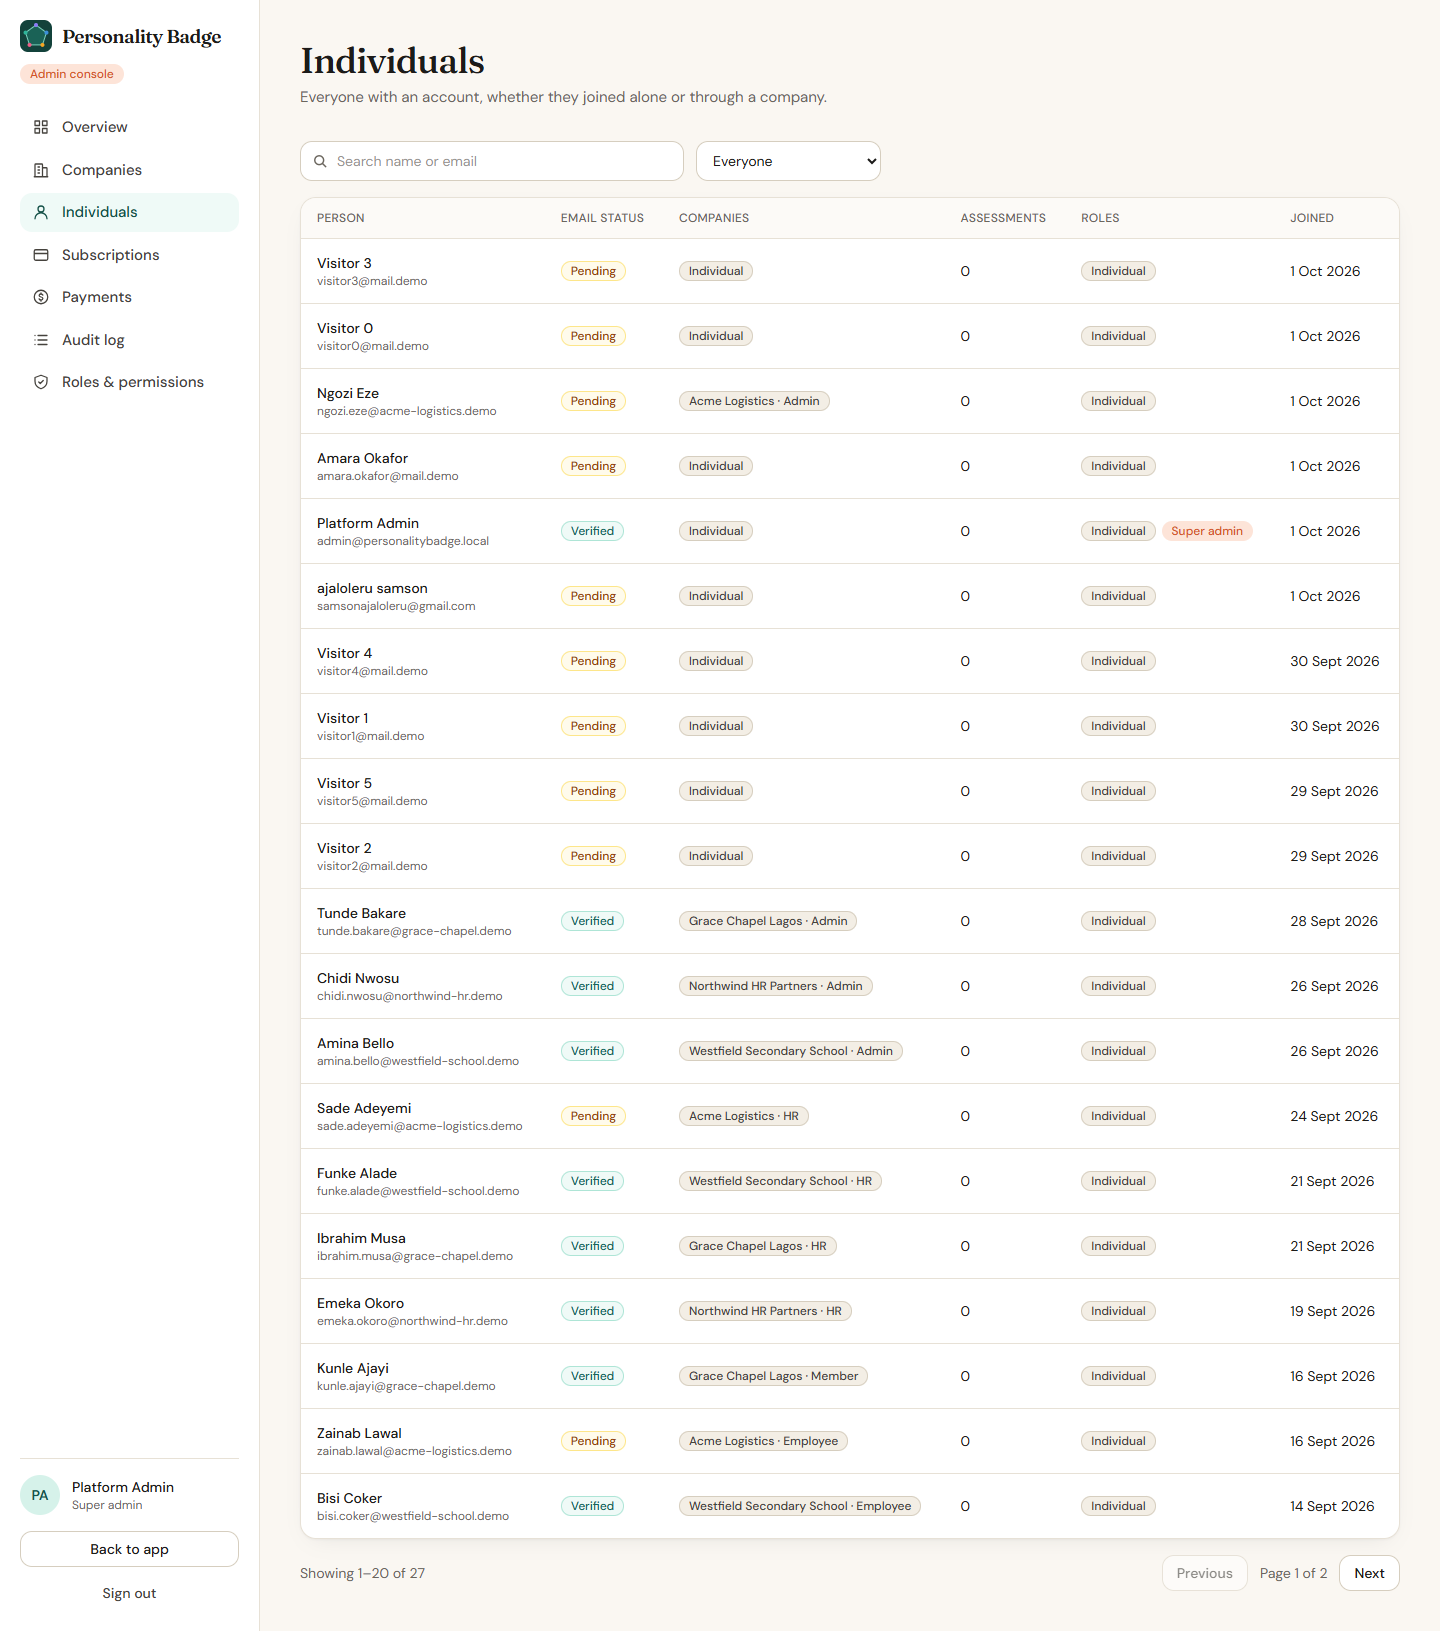 Personality Badge
Admin console
Overview
Companies
Individuals
Subscriptions
Payments
Audit log
Roles & permissions
PA
Platform Admin
Super admin
Back to app
Sign out
Individuals
Everyone with an account, whether they joined alone or through a company.
Search name or email
Everyone
PERSON EMAIL STATUS COMPANIES ASSESSMENTS ROLES JOINED
Visitor 3
visitor3@mail.demo
Pending Individual 0 Individual 1 Oct 2026
Visitor 0
visitor0@mail.demo
Pending Individual 0 Individual 1 Oct 2026
Ngozi Eze
ngozi.eze@acme-logistics.demo
Pending Acme Logistics · Admin 0 Individual 1 Oct 2026
Amara Okafor
amara.okafor@mail.demo
Pending Individual 0 Individual 1 Oct 2026
Platform Admin
admin@personalitybadge.local
Verified Individual 0 Individual Super admin 1 Oct 2026
ajaloleru samson
samsonajaloleru@gmail.com
Pending Individual 0 Individual 1 Oct 2026
Visitor 4
visitor4@mail.demo
Pending Individual 0 Individual 30 Sept 2026
Visitor 1
visitor1@mail.demo
Pending Individual 0 Individual 30 Sept 2026
Visitor 5
visitor5@mail.demo
Pending Individual 0 Individual 29 Sept 2026
Visitor 2
visitor2@mail.demo
Pending Individual 0 Individual 29 Sept 2026
Tunde Bakare
tunde.bakare@grace-chapel.demo
Verified Grace Chapel Lagos · Admin 0 Individual 28 Sept 2026
Chidi Nwosu
chidi.nwosu@northwind-hr.demo
Verified Northwind HR Partners · Admin 0 Individual 26 Sept 2026
Amina Bello
amina.bello@westfield-school.demo
Verified Westfield Secondary School · Admin 0 Individual 26 Sept 2026
Sade Adeyemi
sade.adeyemi@acme-logistics.demo
Pending Acme Logistics · HR 0 Individual 24 Sept 2026
Funke Alade
funke.alade@westfield-school.demo
Verified Westfield Secondary School · HR 0 Individual 21 Sept 2026
Ibrahim Musa
ibrahim.musa@grace-chapel.demo
Verified Grace Chapel Lagos · HR 0 Individual 21 Sept 2026
Emeka Okoro
emeka.okoro@northwind-hr.demo
Verified Northwind HR Partners · HR 0 Individual 19 Sept 2026
Kunle Ajayi
kunle.ajayi@grace-chapel.demo
Verified Grace Chapel Lagos · Member 0 Individual 16 Sept 2026
Zainab Lawal
zainab.lawal@acme-logistics.demo
Pending Acme Logistics · Employee 0 Individual 16 Sept 2026
Bisi Coker
bisi.coker@westfield-school.demo
Verified Westfield Secondary School · Employee 0 Individual 14 Sept 2026
Showing 1–20 of 27
Previous Page 1 of 2 Next